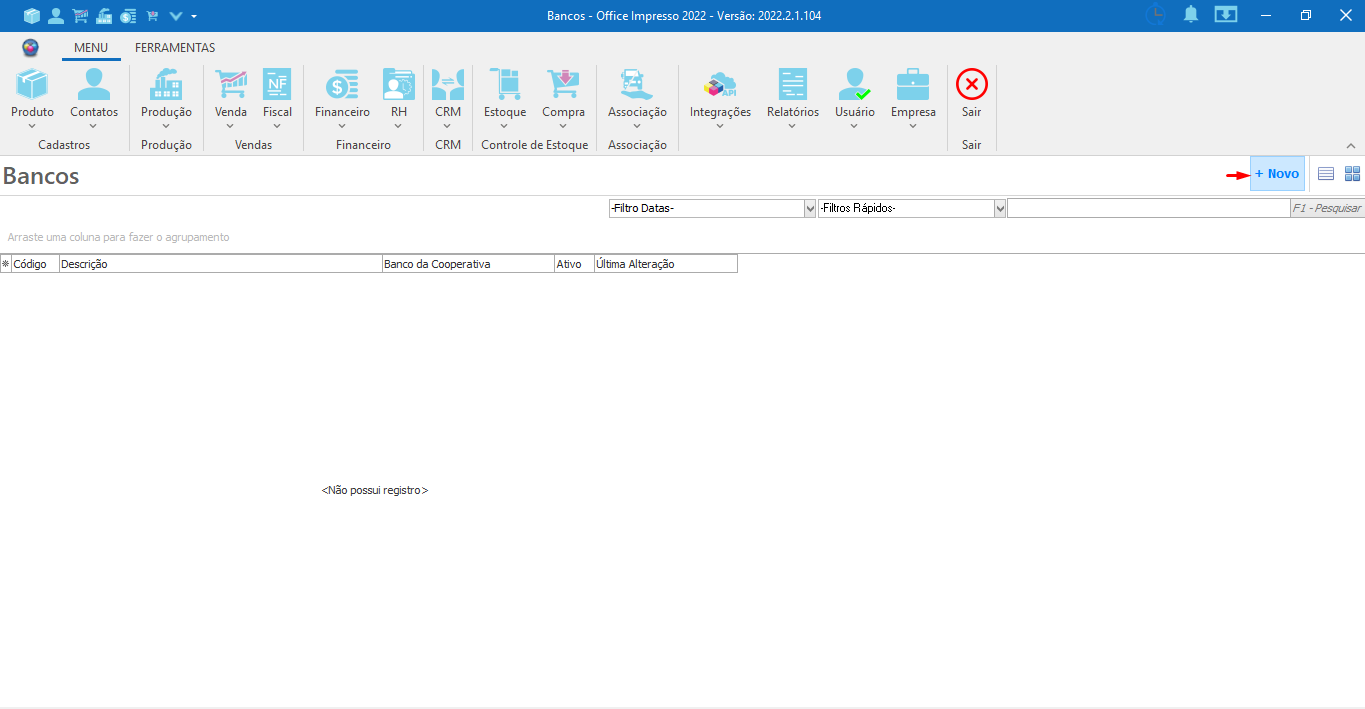 Bancos - Office Impresso 2022 - Versão: 2022.2.1.104
MENU FERRAMENTAS
Produto Contatos Produção Venda Fiscal Financeiro RH CRM Estoque Compra Associação Integrações Relatórios Usuário Empresa Sair
Cadastros Produção Vendas Financeiro CRM Controle de Estoque Associação Sair
Bancos
+ Novo
-Filtro Datas- -Filtros Rápidos- F1 - Pesquisar
Arraste uma coluna para fazer o agrupamento
Código Descrição Banco da Cooperativa Ativo Última Alteração
<Não possui registro>